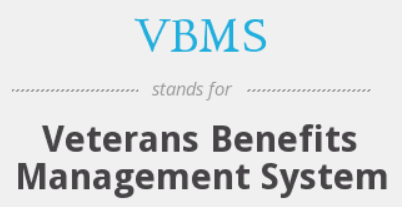 VBMS
stands for
Veterans Benefits
Management System